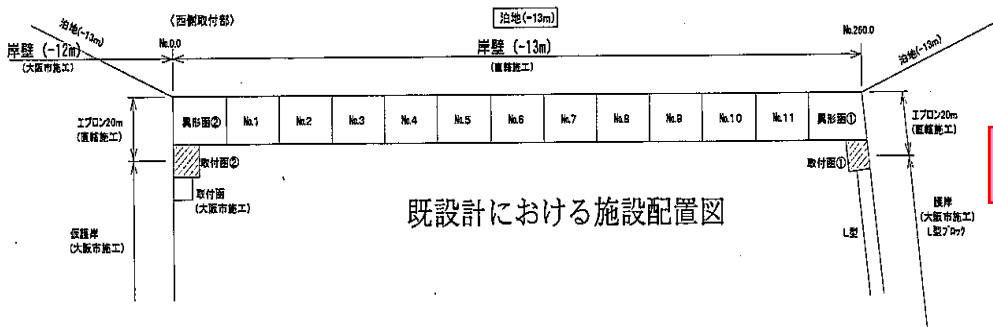 〈西側取付部〉
泊地(-13m)
No.260.0
泊地(-13m)
No.0.0
岸壁 (-12m)
(大阪市施工)
岸壁 (-13m)
(直轄施工)
泊地(-13m)
エプロン20m
(直轄施工)
異形函②
No.1
No.2
No.3
No.4
No.5
No.6
No.7
No.8
No.9
No.10
No.11
異形函①
エプロン20m
(直轄施工)
取付函②
取付函①
取付函
(大阪市施工)
既設計における施設配置図
仮護岸
(大阪市施工)
L型
護岸
(大阪市施工)
L型ブロック